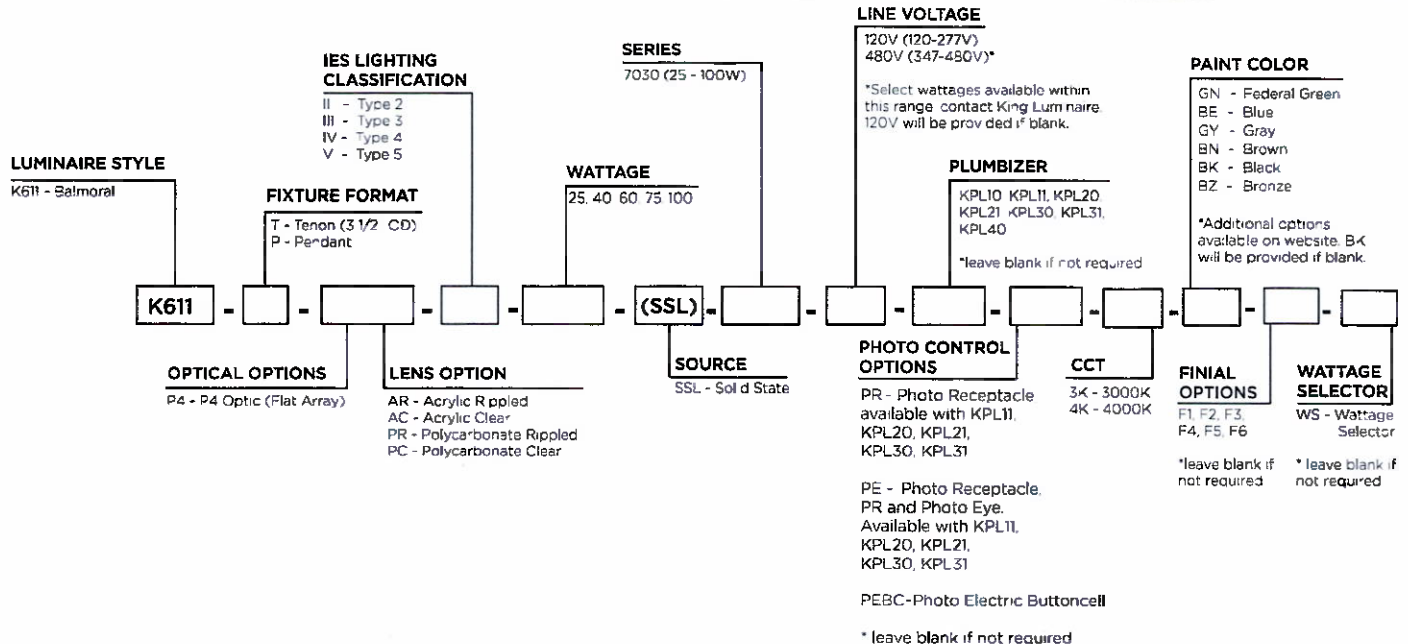 LUMINAIRE STYLE
K611 - Balmoral
FIXTURE FORMAT
T - Tenon (3 1/2" OD)
P - Pendant
IES LIGHTING
CLASSIFICATION
II - Type 2
III - Type 3
IV - Type 4
V - Type 5
WATTAGE
25, 40, 60, 75, 100
SERIES
7030 (25 - 100W)
LINE VOLTAGE
120V (120-277V)
480V (347-480V)*
*Select wattages available within
this range, contact King Luminaire.
120V will be provided if blank.
PLUMBIZER
KPL10, KPL11, KPL20,
KPL21, KPL30, KPL31,
KPL40
*leave blank if not required
PAINT COLOR
GN - Federal Green
BE - Blue
GY - Gray
BN - Brown
BK - Black
BZ - Bronze
*Additional options
available on website. BK
will be provided if blank.
K611 - - - - - (SSL) - - - - - - - -
OPTICAL OPTIONS
P4 - P4 Optic (Flat Array)
LENS OPTION
AR - Acrylic Rippled
AC - Acrylic Clear
PR - Polycarbonate Rippled
PC - Polycarbonate Clear
SOURCE
SSL - Solid State
PHOTO CONTROL
OPTIONS
PR - Photo Receptacle
available with KPL11,
KPL20, KPL21,
KPL30, KPL31
PE - Photo Receptacle,
PR and Photo Eye.
Available with KPL11,
KPL20, KPL21,
KPL30, KPL31
PEBC-Photo Electric Buttoncell
* leave blank if not required
CCT
3K - 3000K
4K - 4000K
FINIAL
OPTIONS
F1, F2, F3,
F4, F5, F6
*leave blank if
not required
WATTAGE
SELECTOR
WS - Wattage
Selector
* leave blank if
not required